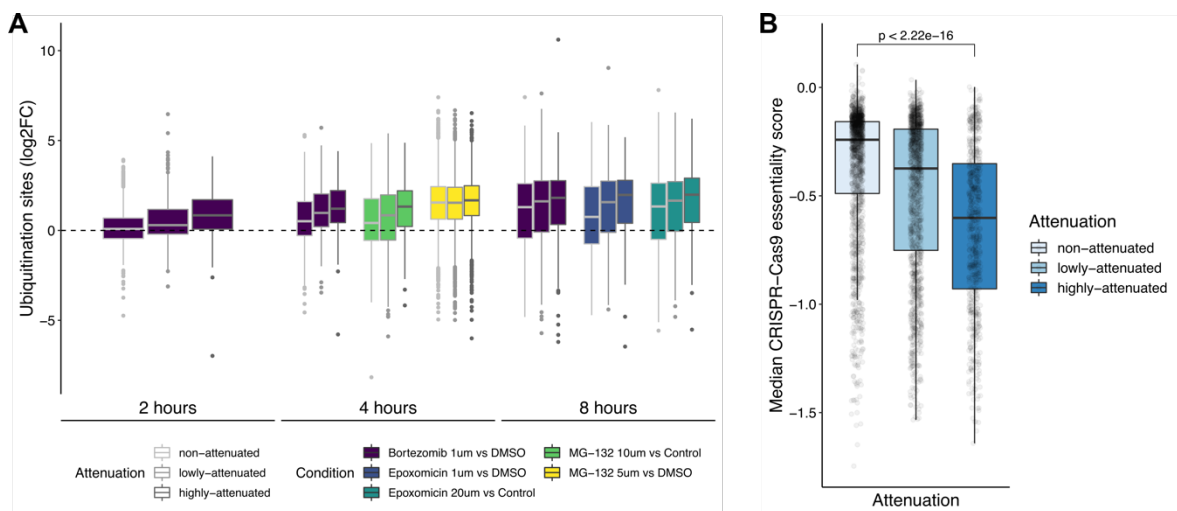 A
Ubiquitination sites (log2FC)
10
5
0
−5
2 hours
4 hours
8 hours
Attenuation
non−attenuated
lowly−attenuated
highly−attenuated
Condition
Bortezomib 1um vs DMSO
Epoxomicin 1um vs DMSO
Epoxomicin 20um vs Control
MG−132 10um vs Control
MG−132 5um vs DMSO
B
p < 2.22e−16
Median CRISPR−Cas9 essentiality score
0.0
−0.5
−1.0
−1.5
Attenuation
Attenuation
non−attenuated
lowly−attenuated
highly−attenuated